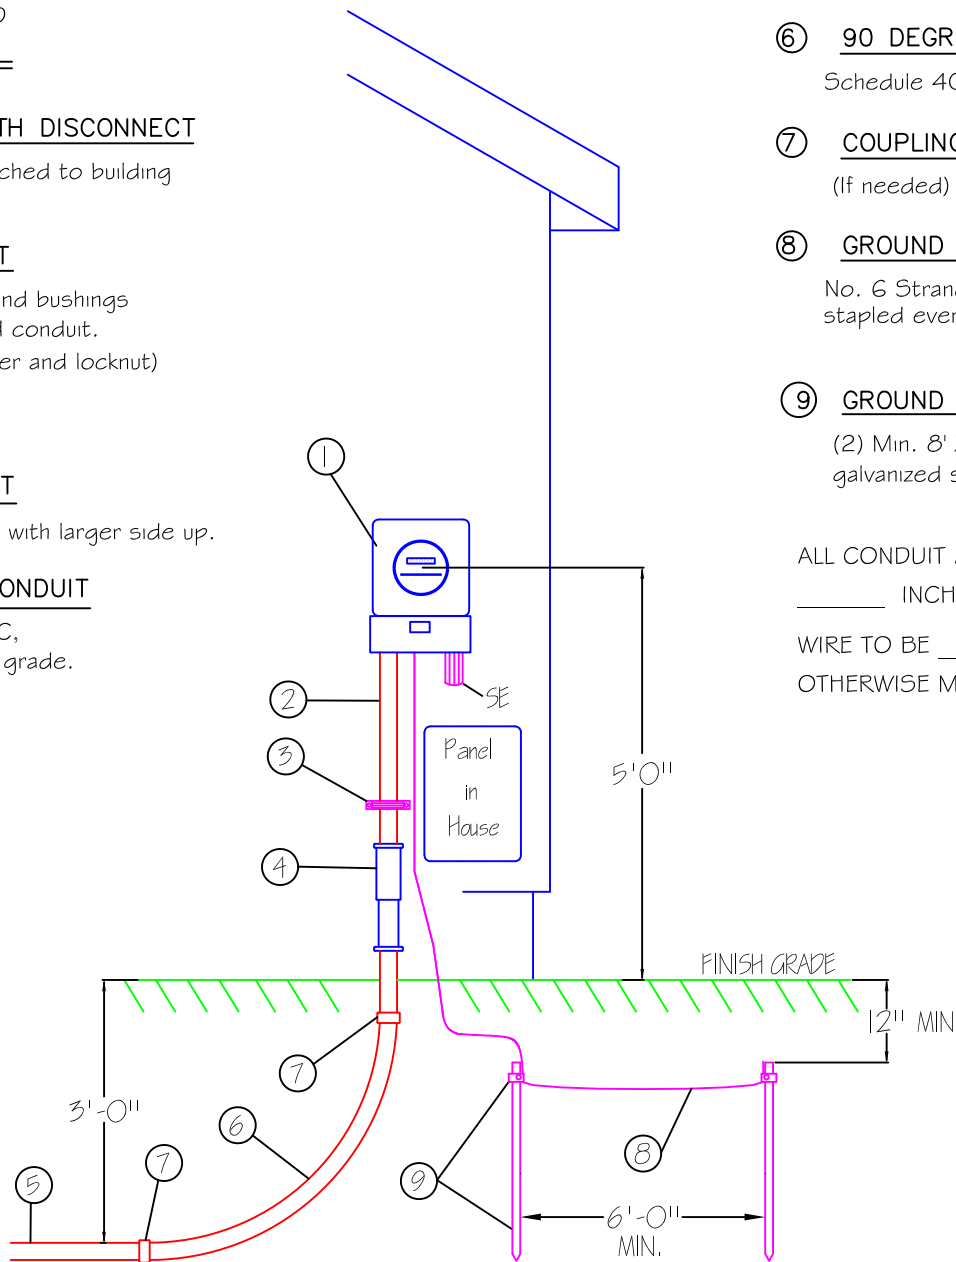 TH DISCONNECT
ched to building
T
nd bushings
d conduit.
er and locknut)
T
with larger side up.
ONDUIT
C,
grade.
6 90 DEGR
Schedule 40
7 COUPLING
(If needed)
8 GROUND
No. 6 Strand
stapled ever
9 GROUND
(2) Min. 8'
galvanized s
ALL CONDUIT
______ INCH
WIRE TO BE _
OTHERWISE M
1
2
SE
3
Panel
in
House
5'0"
4
FINISH GRADE
12" MIN
7
3'-0"
6
8
7
9
5
6'-0"
MIN.